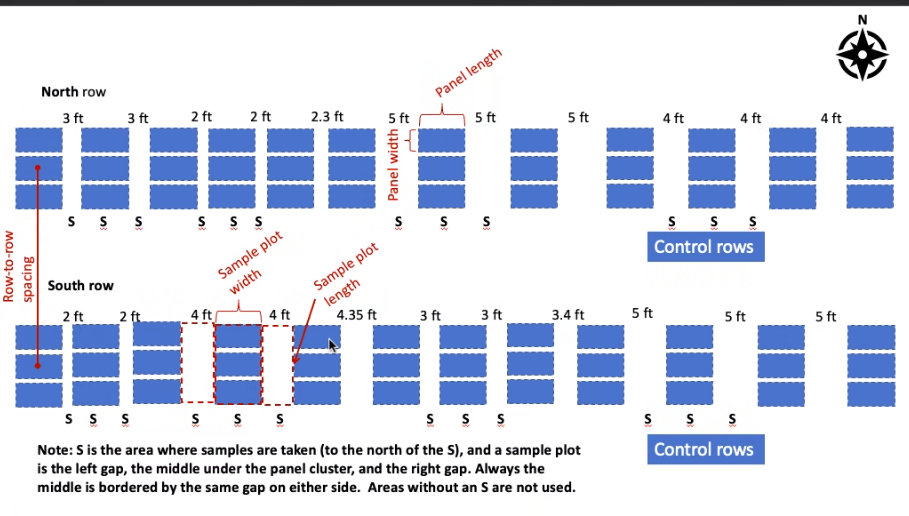 N
Panel length
North row
3 ft 3 ft 2 ft 2 ft 2.3 ft 5 ft 5 ft 5 ft 4 ft 4 ft 4 ft
Panel width
S S S S S S S S S S S S
Control rows
Row-to-row
spacing
Sample plot
width
Sample plot
length
South row
2 ft 2 ft 4 ft 4 ft 4.35 ft 3 ft 3 ft 3.4 ft 5 ft 5 ft 5 ft
S S S S S S S S S S S S
Control rows
Note: S is the area where samples are taken (to the north of the S), and a sample plot
is the left gap, the middle under the panel cluster, and the right gap. Always the
middle is bordered by the same gap on either side. Areas without an S are not used.